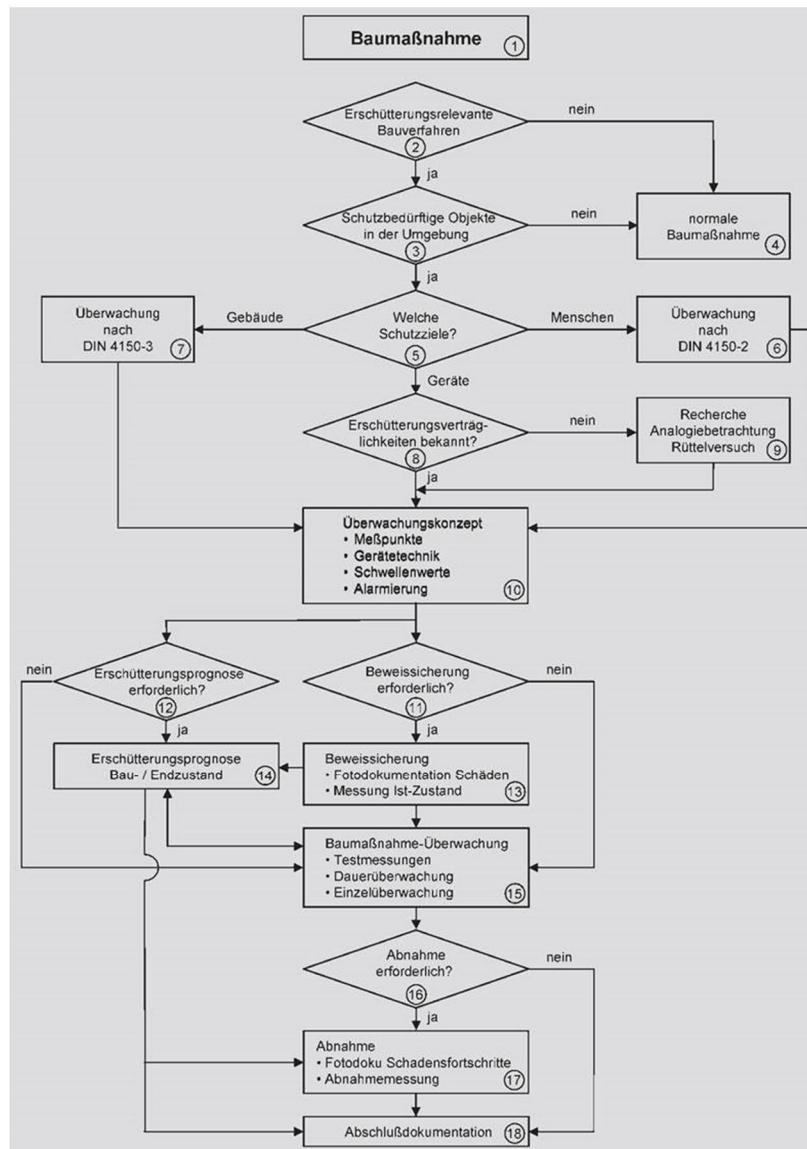 Baumaßnahme
1
Erschütterungsrelevante
Bauverfahren
2
nein
ja
Schutzbedürftige Objekte
in der Umgebung
3
nein
normale
Baumaßnahme
4
ja
Überwachung
nach
DIN 4150-3
7
Gebäude
Welche
Schutzziele?
5
Menschen
Überwachung
nach
DIN 4150-2
6
Geräte
Erschütterungsverträg-
lichkeiten bekannt?
8
nein
Recherche
Analogiebetrachtung
Rüttelversuch
9
ja
Überwachungskonzept
• Meßpunkte
• Gerätetechnik
• Schwellenwerte
• Alarmierung
10
nein
Erschütterungsprognose
erforderlich?
12
ja
Beweissicherung
erforderlich?
11
nein
ja
Erschütterungsprognose
Bau- / Endzustand
14
Beweissicherung
• Fotodokumentation Schäden
• Messung Ist-Zustand
13
Baumaßnahme-Überwachung
• Testmessungen
• Dauerüberwachung
• Einzelüberwachung
15
Abnahme
erforderlich?
16
nein
ja
Abnahme
• Fotodoku Schadensfortschritte
• Abnahmemessung
17
Abschlußdokumentation
18